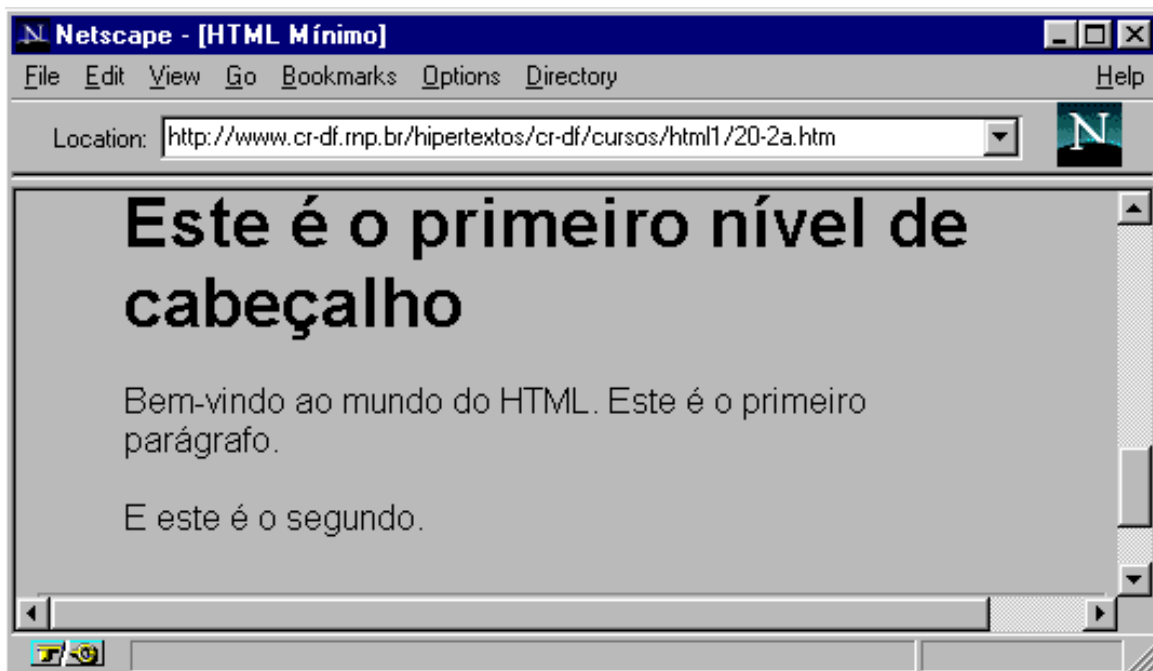 N Netscape - [HTML Mínimo]
File Edit View Go Bookmarks Options Directory Help
Location: http://www.cr-df.rnp.br/hipertextos/cr-df/cursos/html1/20-2a.htm
N
Este é o primeiro nível de
cabeçalho
Bem-vindo ao mundo do HTML. Este é o primeiro
parágrafo.
E este é o segundo.